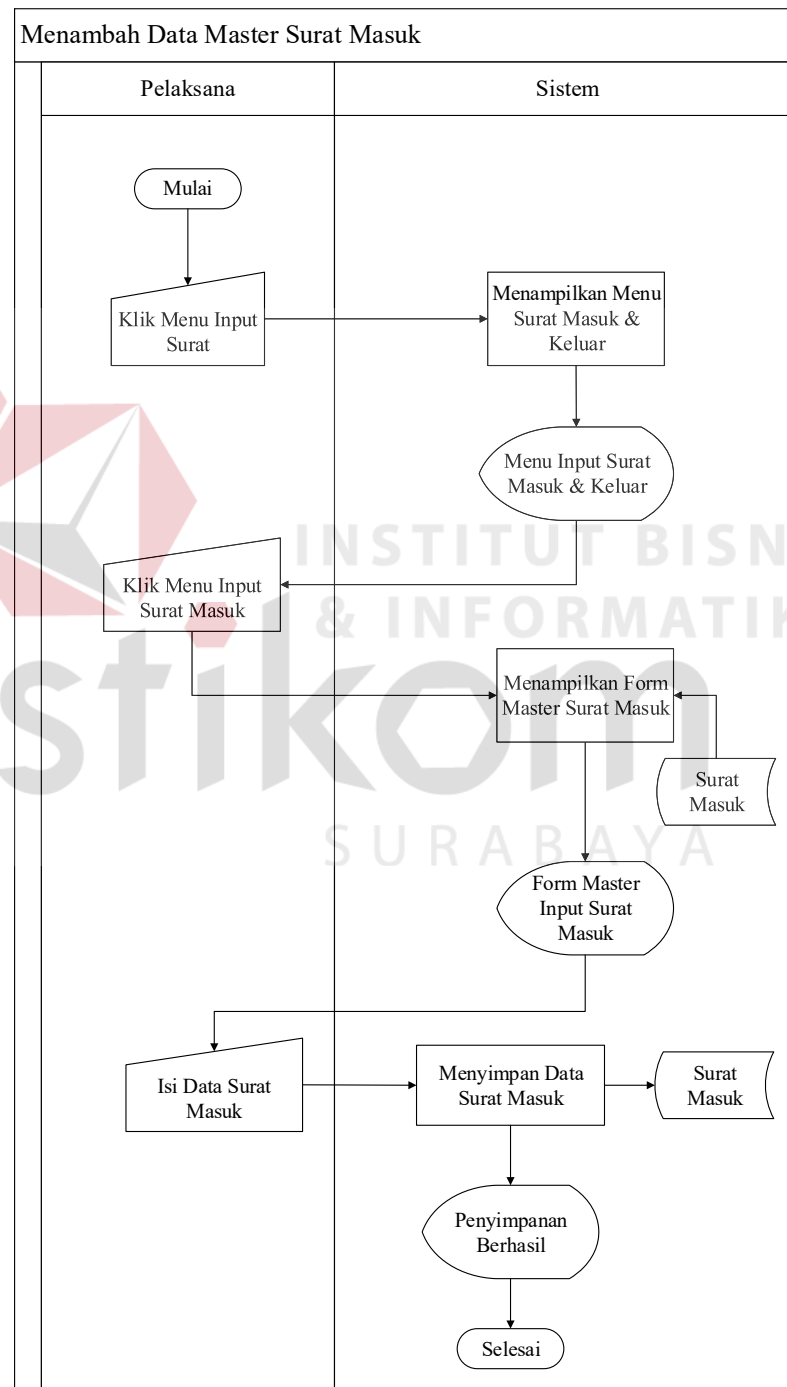 Menambah Data Master Surat Masuk
Pelaksana
Sistem
Mulai
Klik Menu Input
Surat
Menampilkan Menu
Surat Masuk &
Keluar
Menu Input Surat
Masuk & Keluar
INSTITUT BISN
& INFORMATIK
Klik Menu Input
Surat Masuk
stikom
SURABAYA
Menampilkan Form
Master Surat Masuk
Surat
Masuk
Form Master
Input Surat
Masuk
Isi Data Surat
Masuk
Menyimpan Data
Surat Masuk
Surat
Masuk
Penyimpanan
Berhasil
Selesai